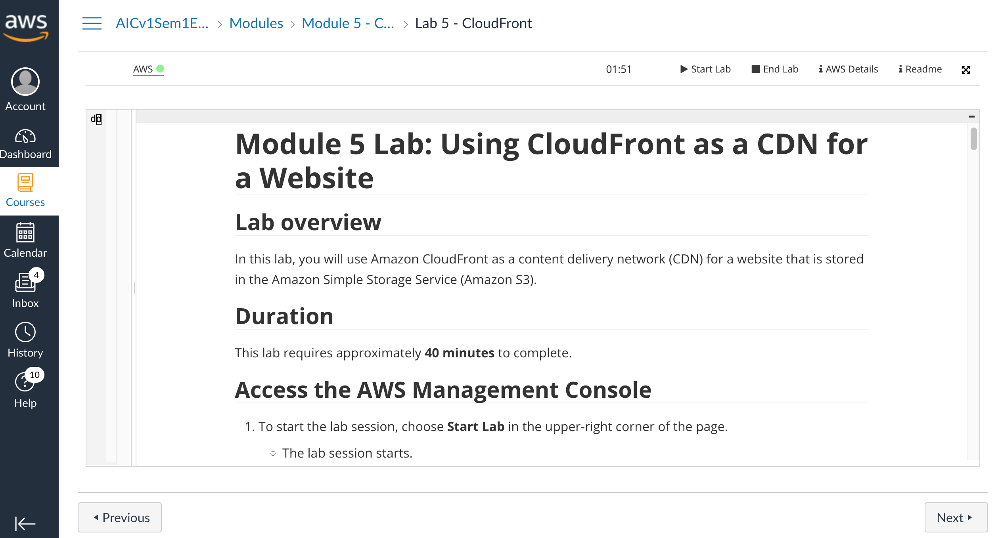 aws
AICv1Sem1E... > Modules > Module 5 - C... > Lab 5 - CloudFront
AWS
01:51
Start Lab
End Lab
AWS Details
Readme
Account
Dashboard
Courses
Calendar
4
Inbox
History
10
Help
dd
Module 5 Lab: Using CloudFront as a CDN for
a Website
Lab overview
In this lab, you will use Amazon CloudFront as a content delivery network (CDN) for a website that is stored
in the Amazon Simple Storage Service (Amazon S3).
Duration
This lab requires approximately 40 minutes to complete.
Access the AWS Management Console
1. To start the lab session, choose Start Lab in the upper-right corner of the page.
The lab session starts.
Previous
Next